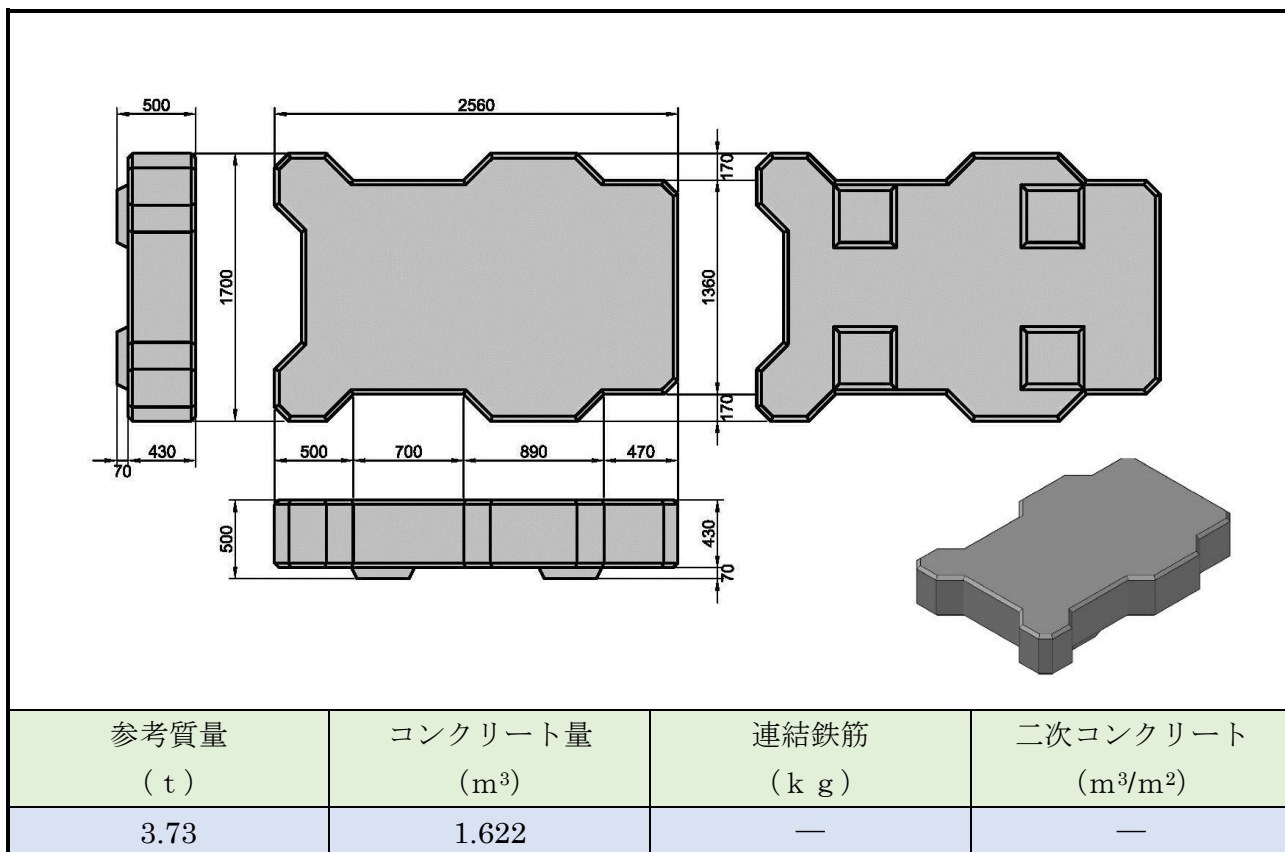 500
2560
170
1700
1360
170
70
430
500
700
890
470
500
430
70
参考質量
コンクリート量
連結鉄筋
二次コンクリート
（ｔ）
（m³）
（ｋｇ）
（m³/m²）
3.73
1.622
―
―